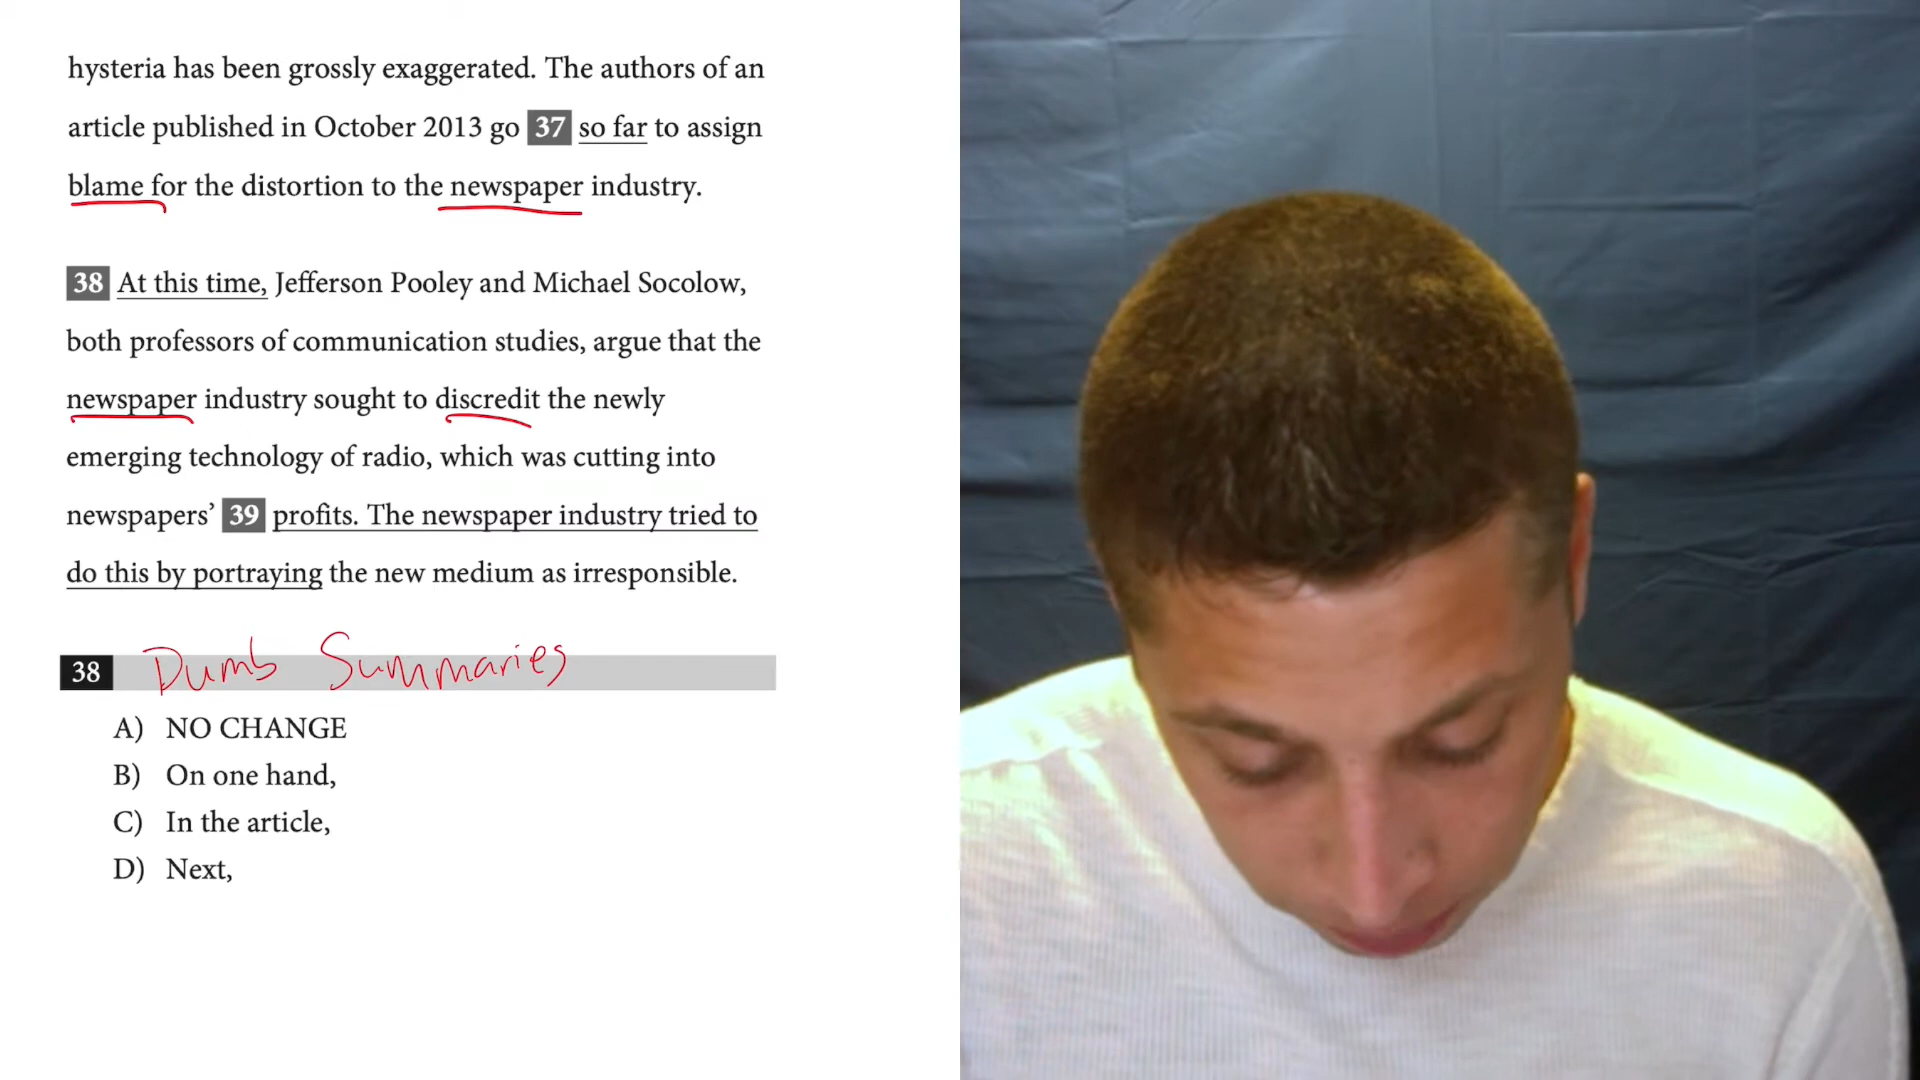 hysteria has been grossly exaggerated. The authors of an
article published in October 2013 go 37 so far to assign
blame for the distortion to the newspaper industry.
38 At this time, Jefferson Pooley and Michael Socolow,
both professors of communication studies, argue that the
newspaper industry sought to discredit the newly
emerging technology of radio, which was cutting into
newspapers’ 39 profits. The newspaper industry tried to
do this by portraying the new medium as irresponsible.
38 Dumb Summaries
A) NO CHANGE
B) On one hand,
C) In the article,
D) Next,